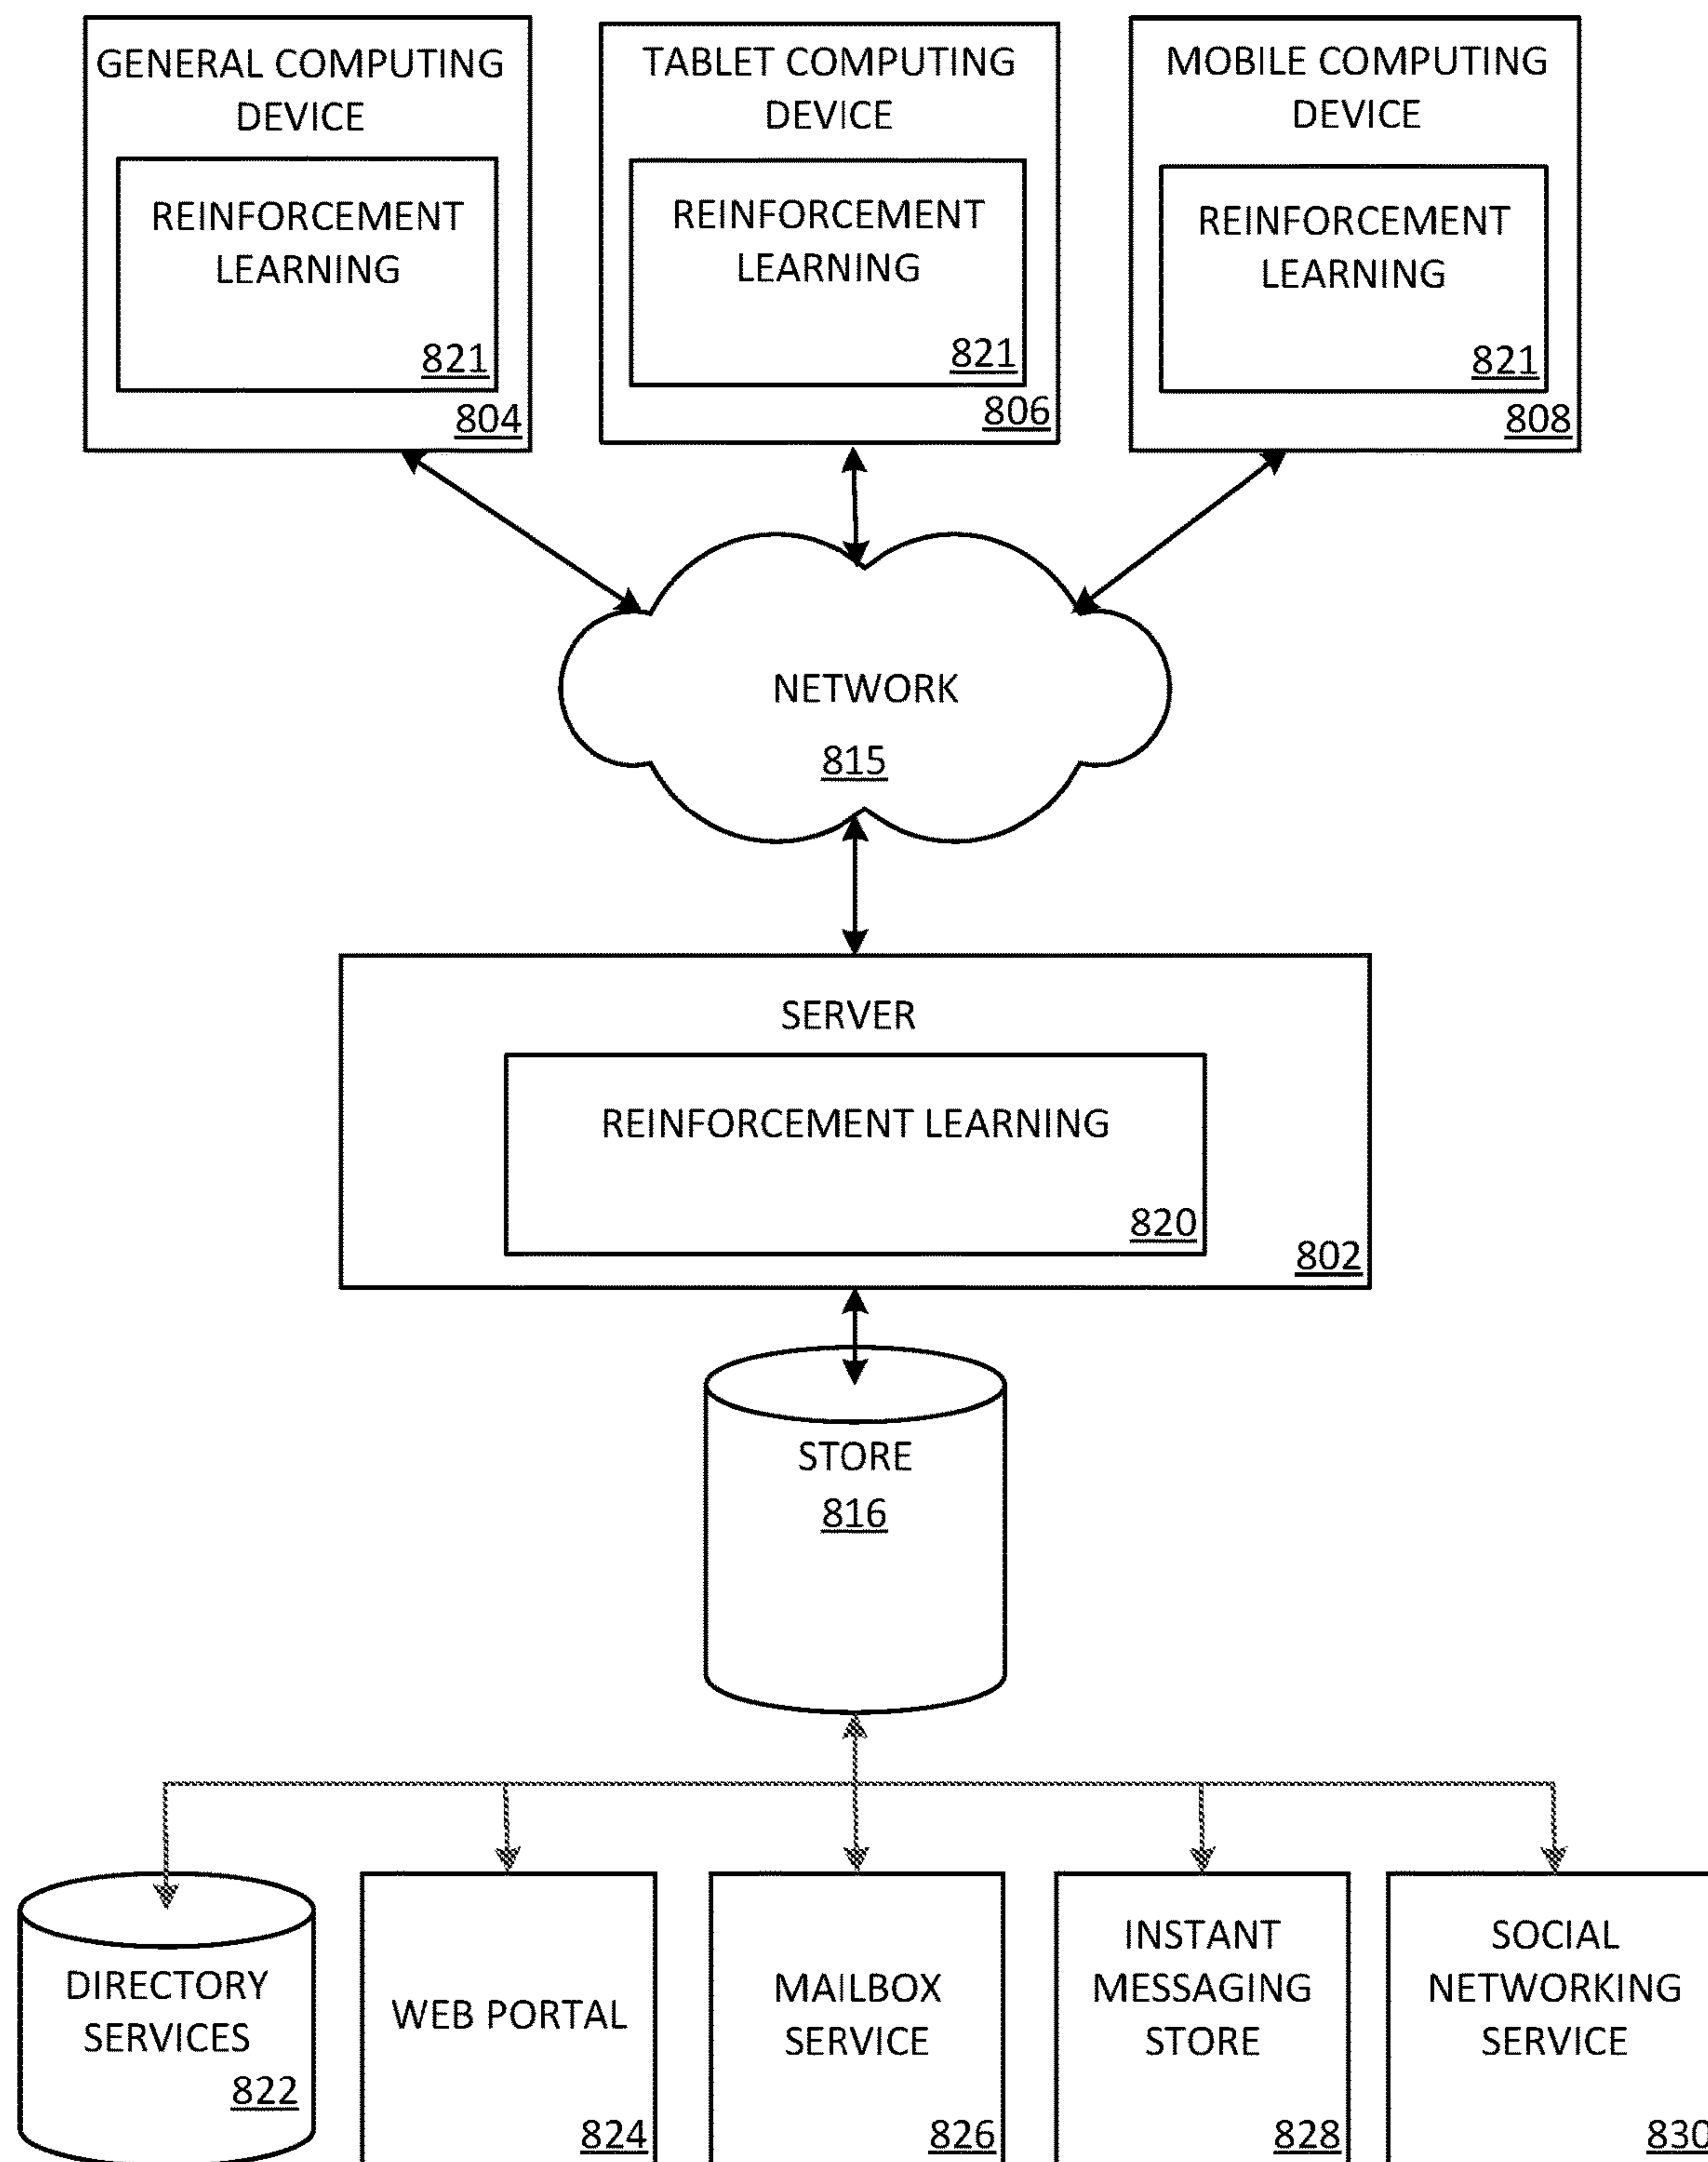 GENERAL COMPUTING
DEVICE
REINFORCEMENT
LEARNING
821
804
TABLET COMPUTING
DEVICE
REINFORCEMENT
LEARNING
821
806
MOBILE COMPUTING
DEVICE
REINFORCEMENT
LEARNING
821
808
NETWORK
815
SERVER
REINFORCEMENT LEARNING
820
802
STORE
816
DIRECTORY
SERVICES
822
WEB PORTAL
824
MAILBOX
SERVICE
826
INSTANT
MESSAGING
STORE
828
SOCIAL
NETWORKING
SERVICE
830